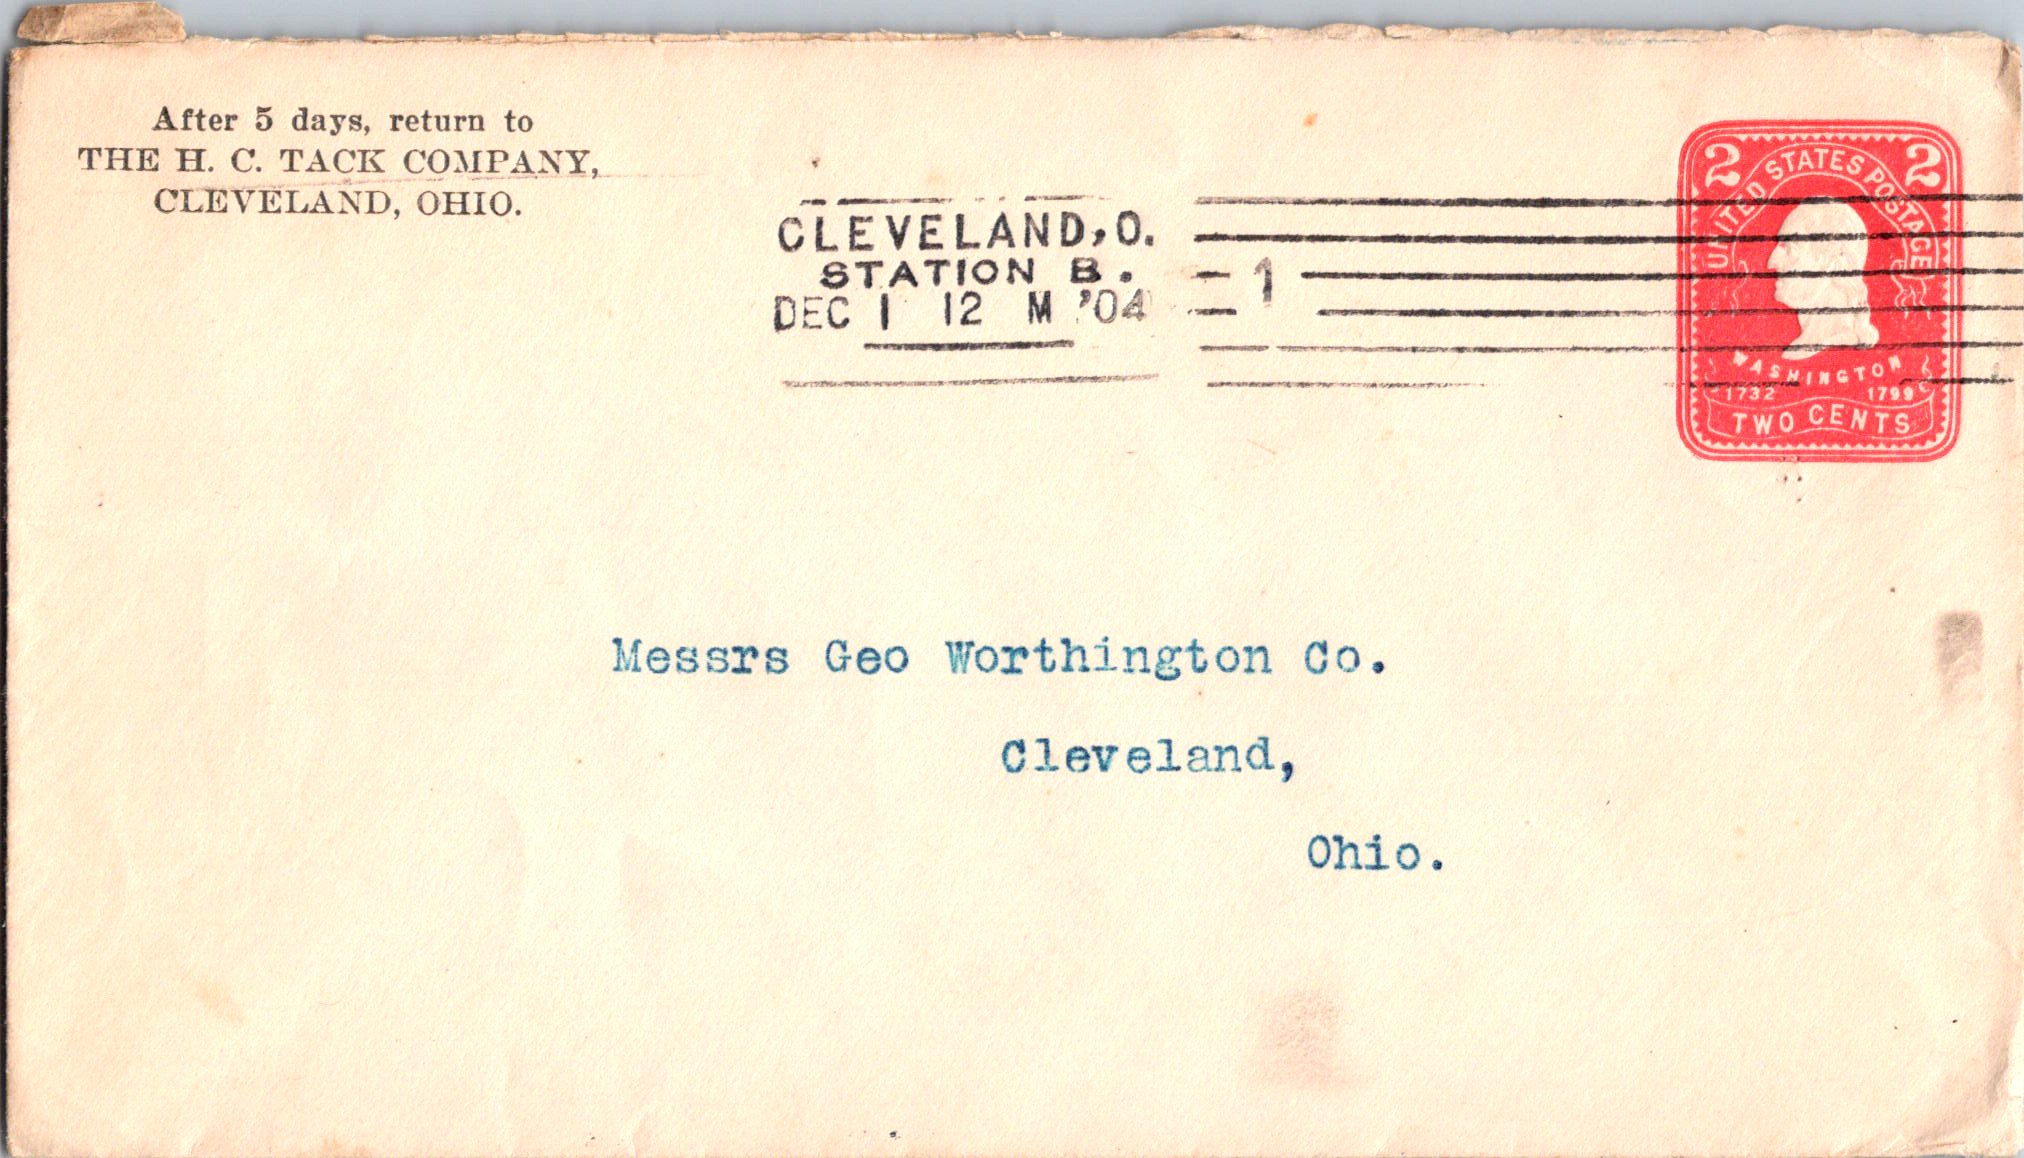 After 5 days, return to
THE H. C. TACK COMPANY,
CLEVELAND, OHIO.
CLEVELAND, O.
STATION B.
DEC 1 12 M '04
1
2 2
UNITED STATES POSTAGE
WASHINGTON
1732 1799
TWO CENTS
Messrs Geo Worthington Co.
Cleveland,
Ohio.